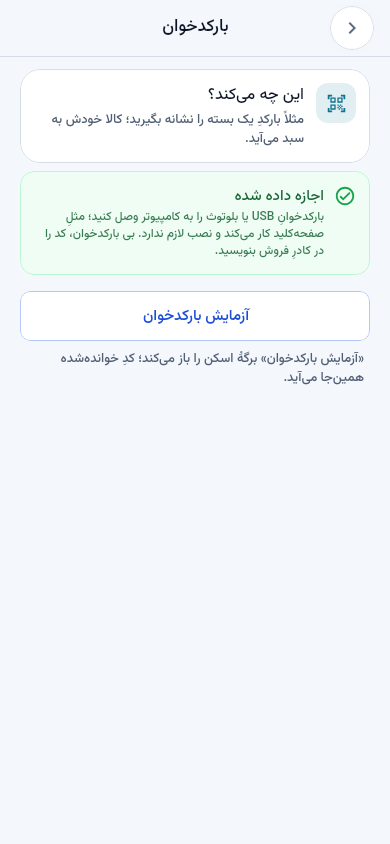 بارکدخوان
این چه می‌کند؟
مثلاً بارکدِ یک بسته را نشانه بگیرید؛ کالا خودش به
سبد می‌آید.
اجازه داده شده
بارکدخوانِ USB یا بلوتوث را به کامپیوتر وصل کنید؛ مثلِ
صفحه‌کلید کار می‌کند و نصب لازم ندارد. بی بارکدخوان، کد را
در کادرِ فروش بنویسید.
آزمایش بارکدخوان
«آزمایش بارکدخوان» برگهٔ اسکن را باز می‌کند؛ کدِ خوانده‌شده
همین‌جا می‌آید.